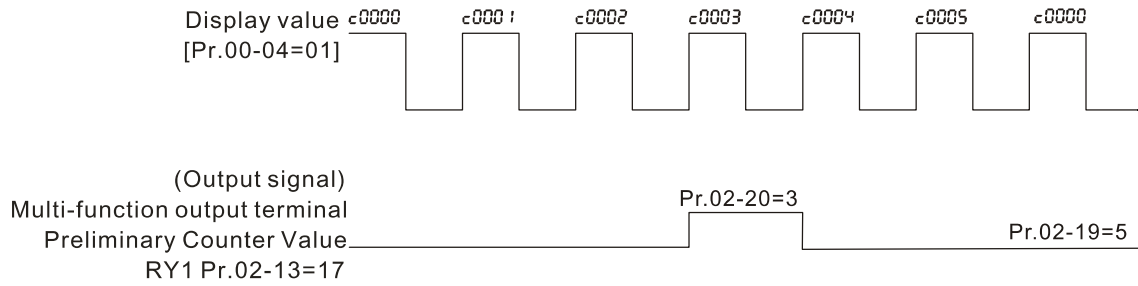 Display value c0000 c0001 c0002 c0003 c0004 c0005 c0000
[Pr.00-04=01]
(Output signal)
Multi-function output terminal Pr.02-20=3
Preliminary Counter Value Pr.02-19=5
RY1 Pr.02-13=17